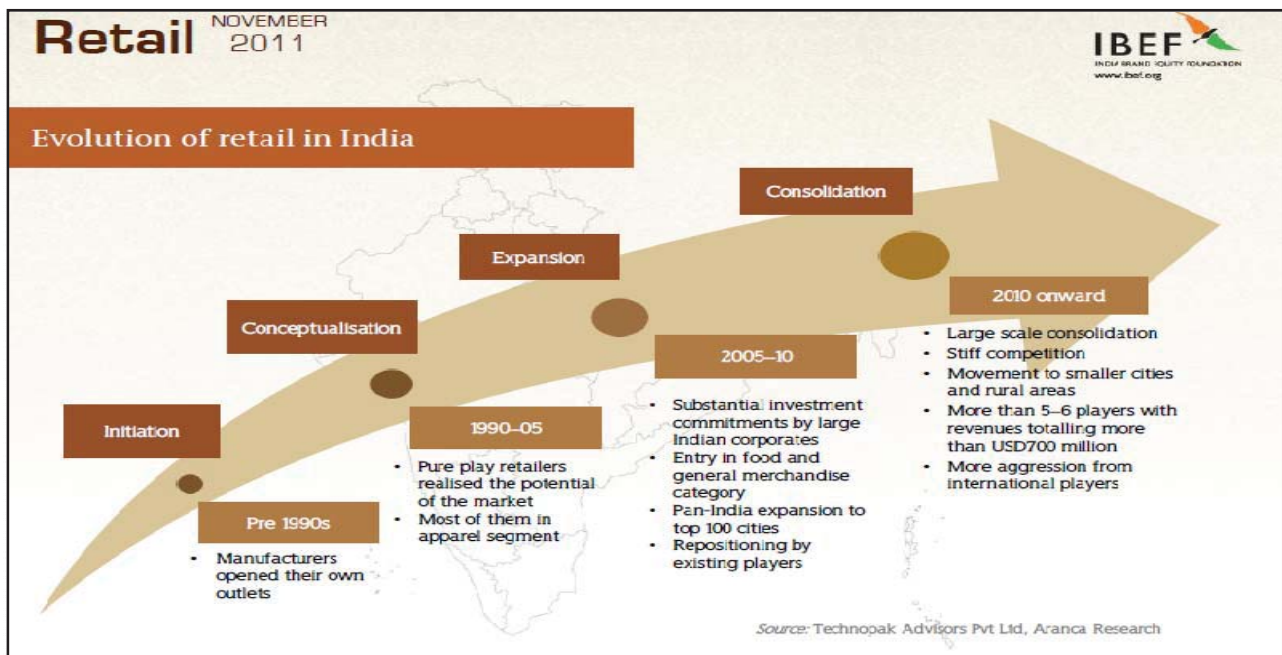 Retail NOVEMBER
2011
IBEF
INDIA BRAND EQUITY FOUNDATION
www.ibef.org
Evolution of retail in India
Consolidation
Expansion
Conceptualisation
Initiation
2010 onward
• Large scale consolidation
• Stiff competition
• Movement to smaller cities
and rural areas
• More than 5–6 players with
revenues totalling more
than USD700 million
• More aggression from
international players
2005–10
• Substantial investment
commitments by large
Indian corporates
• Entry in food and
general merchandise
category
• Pan-India expansion to
top 100 cities
• Repositioning by
existing players
1990–05
• Pure play retailers
realised the potential
of the market
• Most of them in
apparel segment
Pre 1990s
• Manufacturers
opened their own
outlets
Source: Technopak Advisors Pvt Ltd, Aranca Research